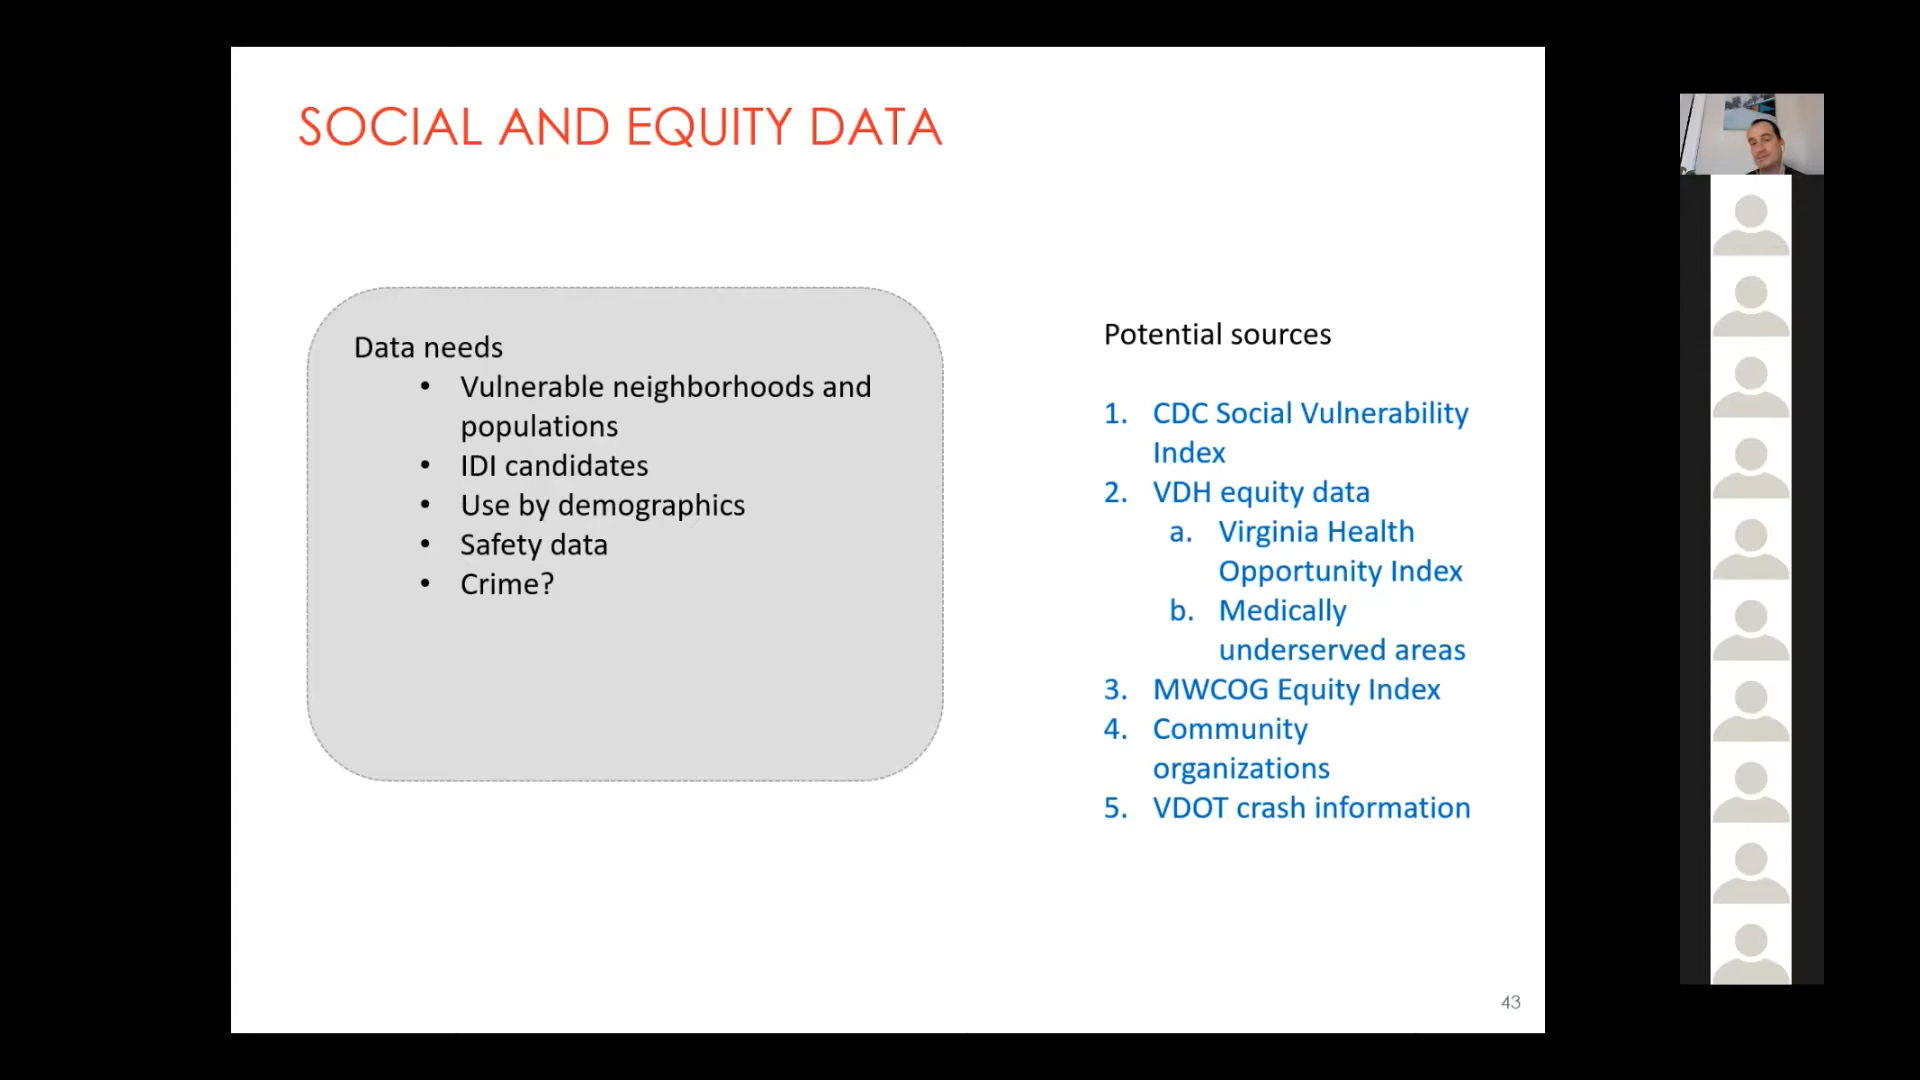 SOCIAL AND EQUITY DATA
Data needs
• Vulnerable neighborhoods and
populations
• IDI candidates
• Use by demographics
• Safety data
• Crime?
Potential sources
1. CDC Social Vulnerability
Index
2. VDH equity data
a. Virginia Health
Opportunity Index
b. Medically
underserved areas
3. MWCOG Equity Index
4. Community
organizations
5. VDOT crash information
43